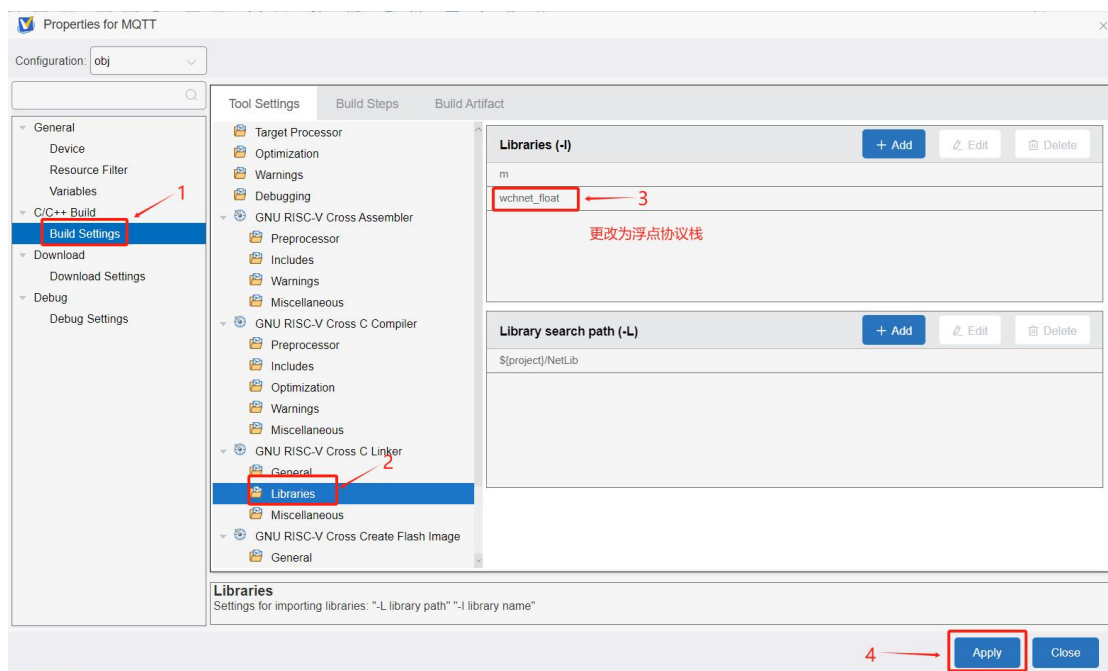 Properties for MQTT
Configuration: obj
Tool Settings Build Steps Build Artifact
General
Device
Resource Filter
Variables
1
C/C++ Build
Build Settings
Download
Download Settings
Debug
Debug Settings
Target Processor
Optimization
Warnings
Debugging
GNU RISC-V Cross Assembler
Preprocessor
Includes
Warnings
Miscellaneous
GNU RISC-V Cross C Compiler
Preprocessor
Includes
Optimization
Warnings
Miscellaneous
GNU RISC-V Cross C Linker
2
General
Libraries
Miscellaneous
GNU RISC-V Cross Create Flash Image
General
Libraries (-l)
+ Add Edit Delete
m
wchnet_float
3
更改为浮点协议栈
Library search path (-L)
+ Add Edit Delete
${project}/NetLib
Libraries
Settings for importing libraries: "-L library path" "-l library name"
4
Apply Close